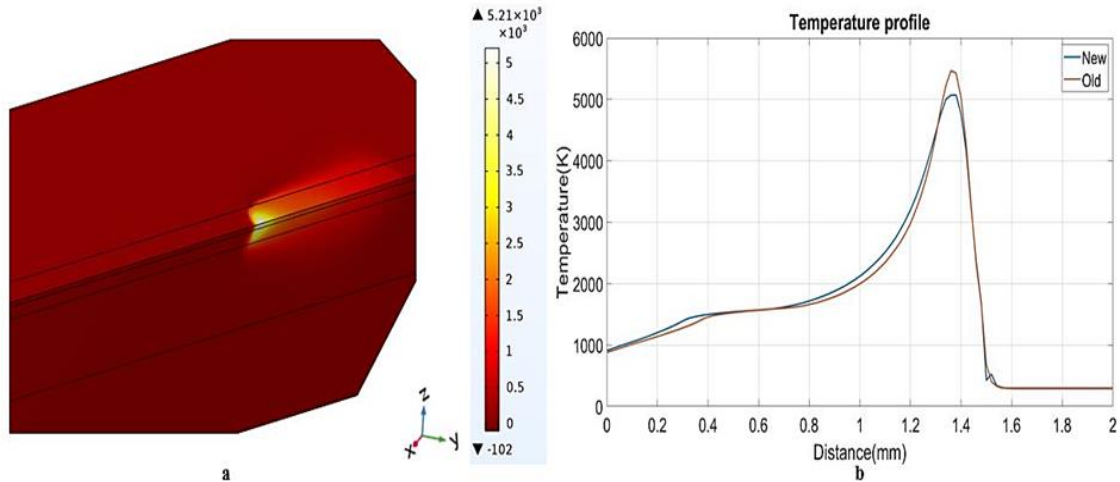 ▲ 5.21×10³
×10³
5
4.5
4
3.5
3
2.5
2
1.5
1
0.5
0
▼ -102
z
y
x
a
Temperature profile
New
Old
6000
5000
4000
3000
2000
1000
0
Temperature(K)
0 0.2 0.4 0.6 0.8 1.0 1.2 1.4 1.6 1.8 2
Distance(mm)
b